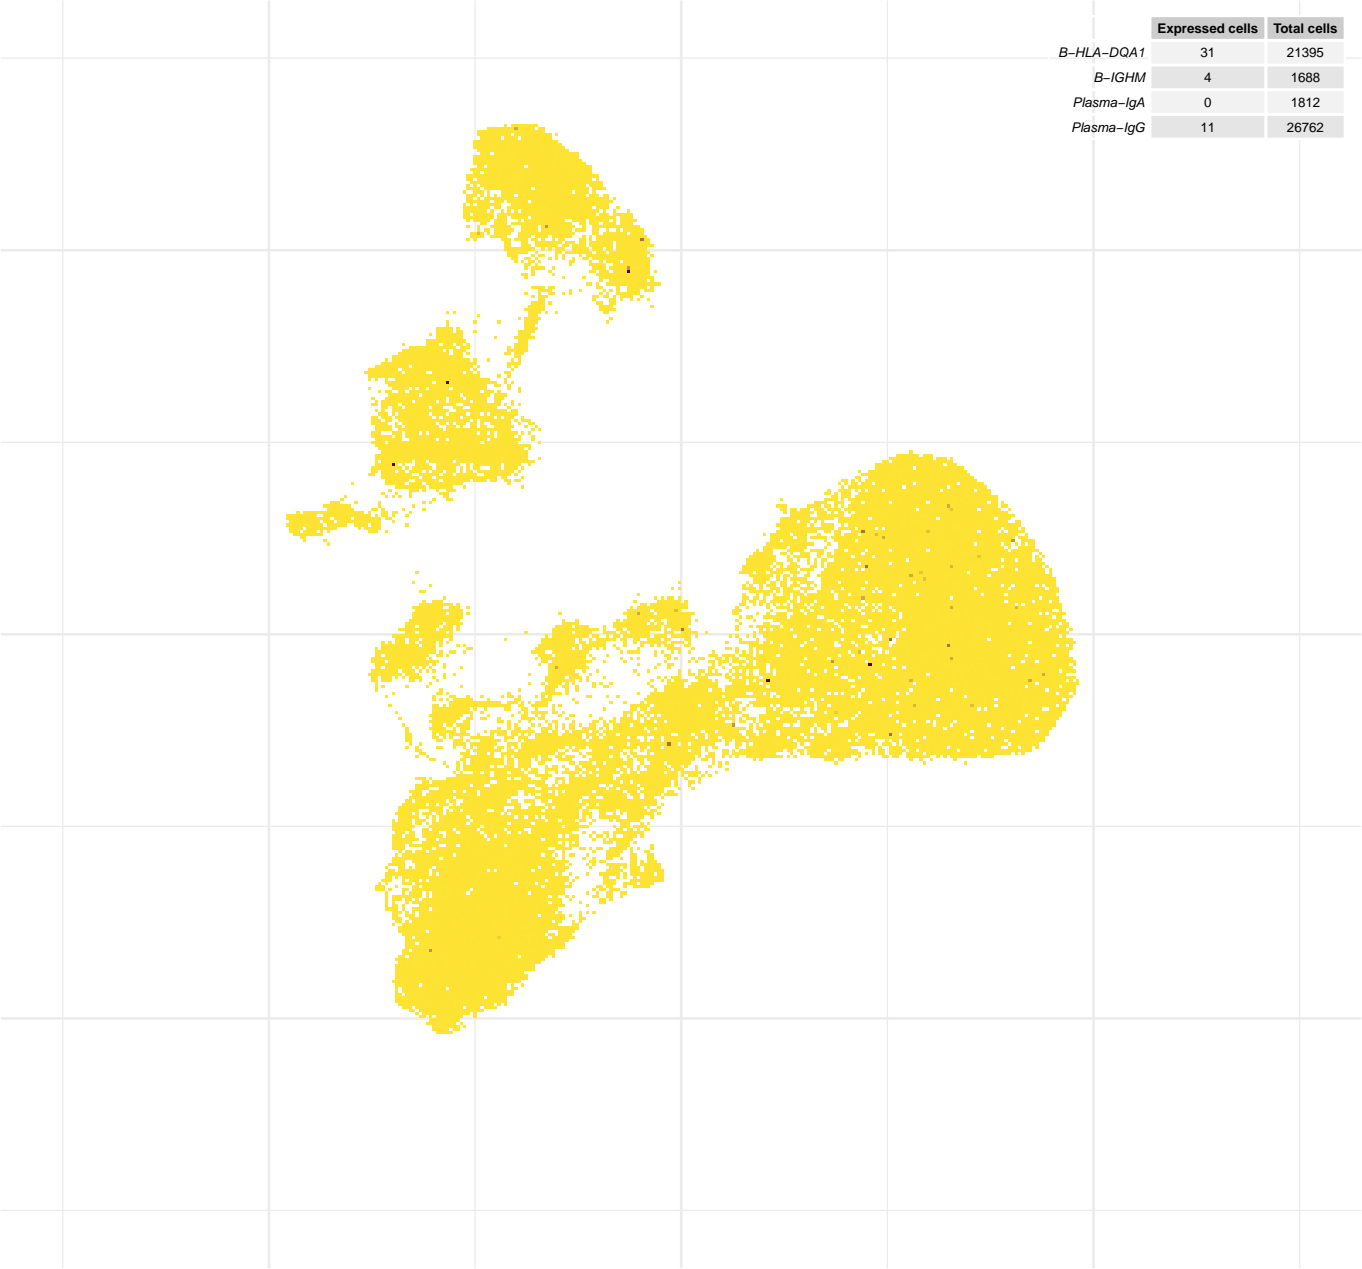 Expressed cells Total cells
B−HLA−DQA1 31 21395
B−IGHM 4 1688
Plasma−IgA 0 1812
Plasma−IgG 11 26762